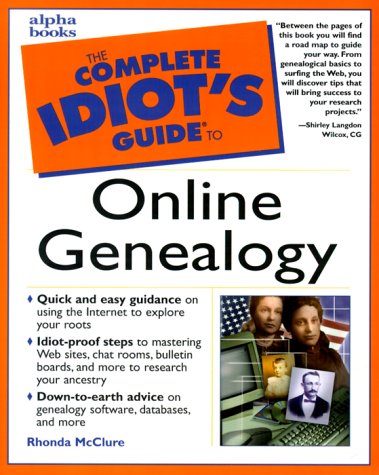 alpha
books
THE
COMPLETE
IDIOT'S
GUIDE® TO
"Between the pages of
this book you will find
a road map to guide
your way. From
genealogical basics to
surfing the Web, you
will discover tips that
will bring success to
your research
projects."
—Shirley Langdon
Wilcox, CG
Online
Genealogy
♦ Quick and easy guidance on
using the Internet to explore
your roots
♦ Idiot-proof steps to mastering
Web sites, chat rooms, bulletin
boards, and more to research
your ancestry
♦ Down-to-earth advice on
genealogy software, databases,
and more
Rhonda McClure